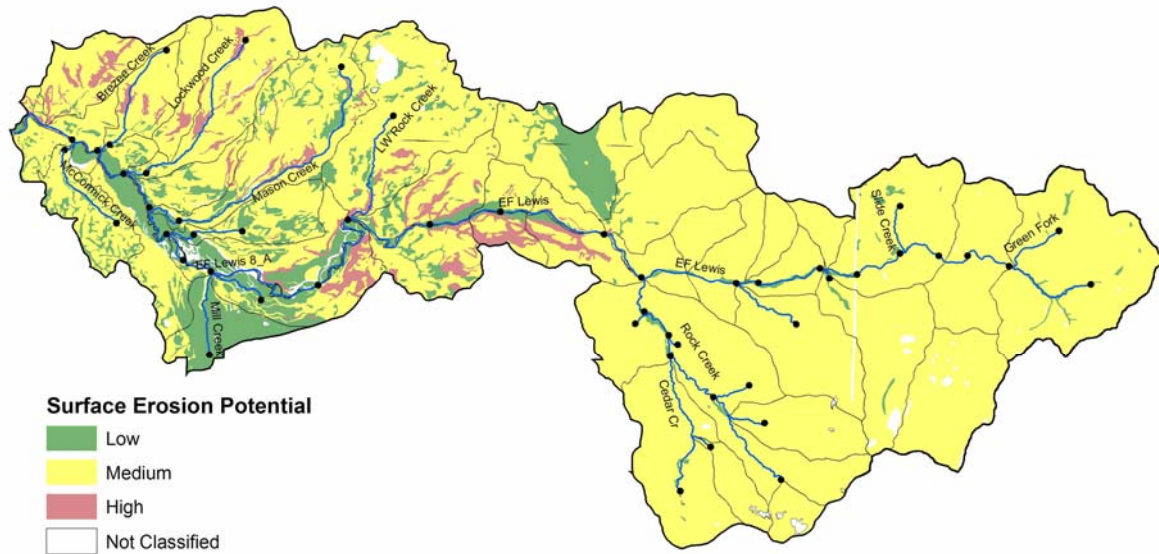 Brezee Creek
Lockwood Creek
LW Rock Creek
McCormick Creek
Mason Creek
EF Lewis
EF Lewis 8_A
Mill Creek
EF Lewis
Slide Creek
Green Fork
Rock Creek
Cedar Cr
Surface Erosion Potential
Low
Medium
High
Not Classified